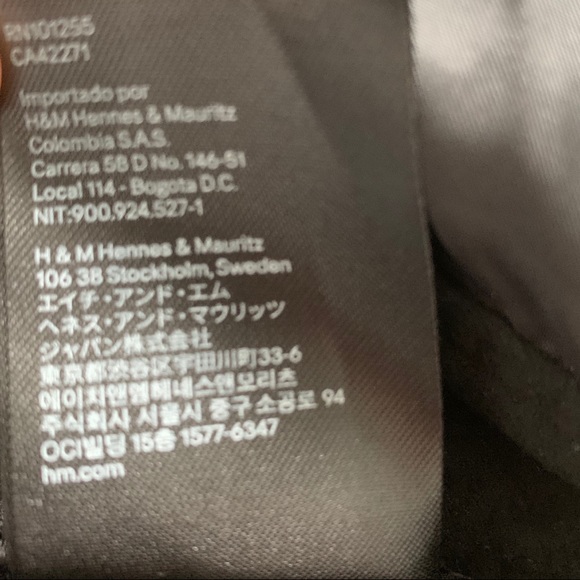 RN101255
CA42271
Importado por
H&M Hennes & Mauritz
Colombia S.A.S.
Carrera 58 D No. 146-51
Local 114 - Bogota D.C.
NIT:900.924.527-1
H & M Hennes & Mauritz
106 38 Stockholm, Sweden
エイチ・アンド・エム
ヘネス・アンド・マウリッツ
ジャパン株式会社
東京都渋谷区宇田川町33-6
에이치앤엠헤네스앤모리츠
주식회사 서울시 중구 소공로 94
OCI빌딩 15층 1577-6347
hm.com